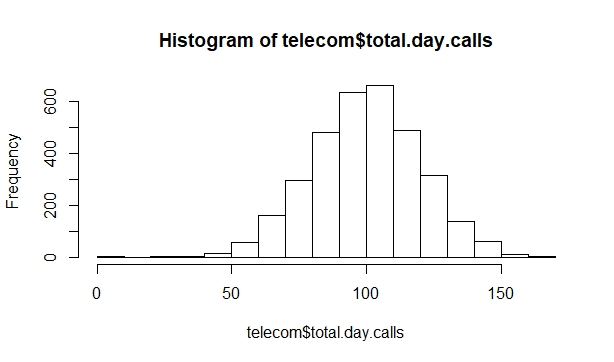 Histogram of telecom$total.day.calls
Frequency
600
400
200
0
0 50 100 150
telecom$total.day.calls